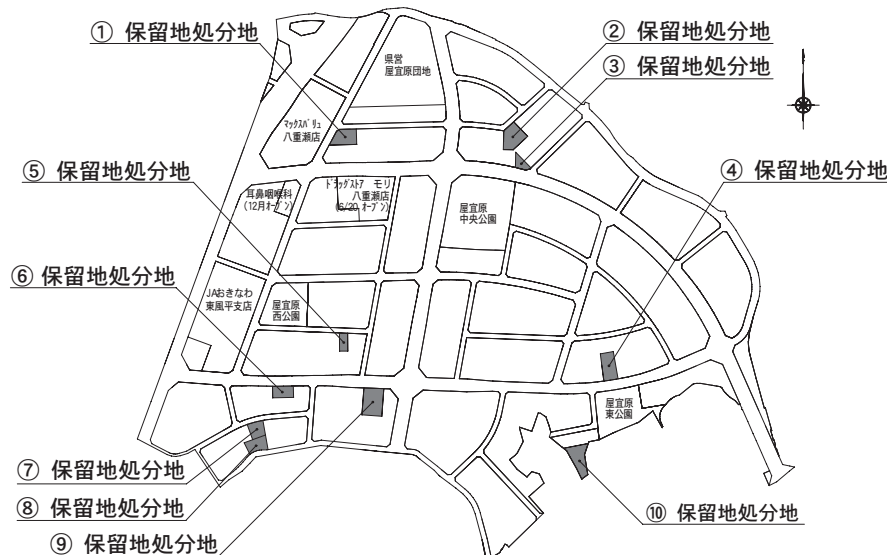 ① 保留地処分地
② 保留地処分地
③ 保留地処分地
県営
屋宜原団地
マックスバリュ
八重瀬店
⑤ 保留地処分地
④ 保留地処分地
耳鼻咽喉科
(12月オープン)
ドラッグストア モリ
八重瀬店
(6/20 オープン)
屋宜原
中央公園
⑥ 保留地処分地
JAおきなわ
東風平支店
屋宜原
西公園
屋宜原
東公園
⑦ 保留地処分地
⑧ 保留地処分地
⑨ 保留地処分地
⑩ 保留地処分地